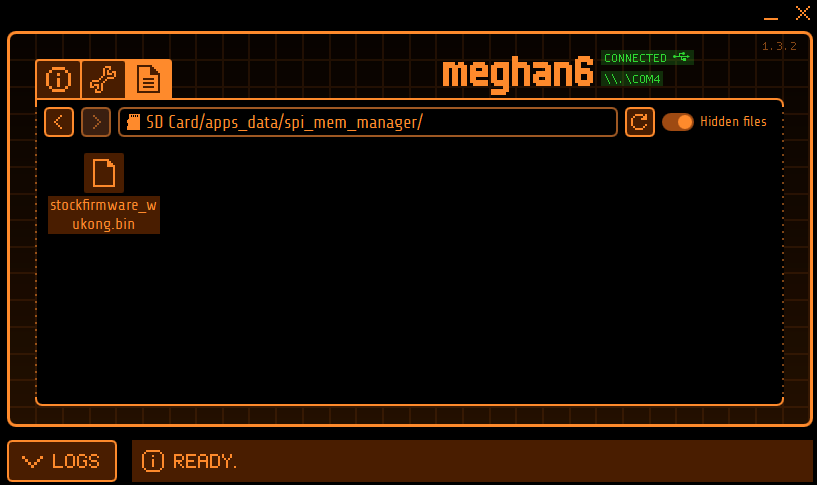 1.3.2
meghan6
CONNECTED
\\.\COM4
SD Card/apps_data/spi_mem_manager/
Hidden files
stockfirmware_w
ukong.bin
LOGS
READY.